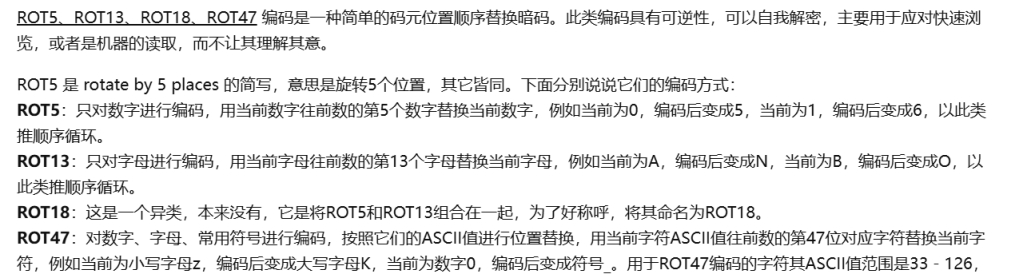 ROT5、ROT13、ROT18、ROT47 编码是一种简单的码元位置顺序替换暗码。此类编码具有可逆性，可以自我解密，主要用于应对快速浏
览，或者是机器的读取，而不让其理解其意。
ROT5 是 rotate by 5 places 的简写，意思是旋转5个位置，其它皆同。下面分别说说它们的编码方式：
ROT5：只对数字进行编码，用当前数字往前数的第5个数字替换当前数字，例如当前为0，编码后变成5，当前为1，编码后变成6，以此类
推顺序循环。
ROT13：只对字母进行编码，用当前字母往前数的第13个字母替换当前字母，例如当前为A，编码后变成N，当前为B，编码后变成O，以
此类推顺序循环。
ROT18：这是一个异类，本来没有，它是将ROT5和ROT13组合在一起，为了好称呼，将其命名为ROT18。
ROT47：对数字、字母、常用符号进行编码，按照它们的ASCII值进行位置替换，用当前字符ASCII值往前数的第47位对应字符替换当前字
符，例如当前为小写字母z，编码后变成大写字母K，当前为数字0，编码后变成符号_。用于ROT47编码的字符其ASCII值范围是33﹣126，